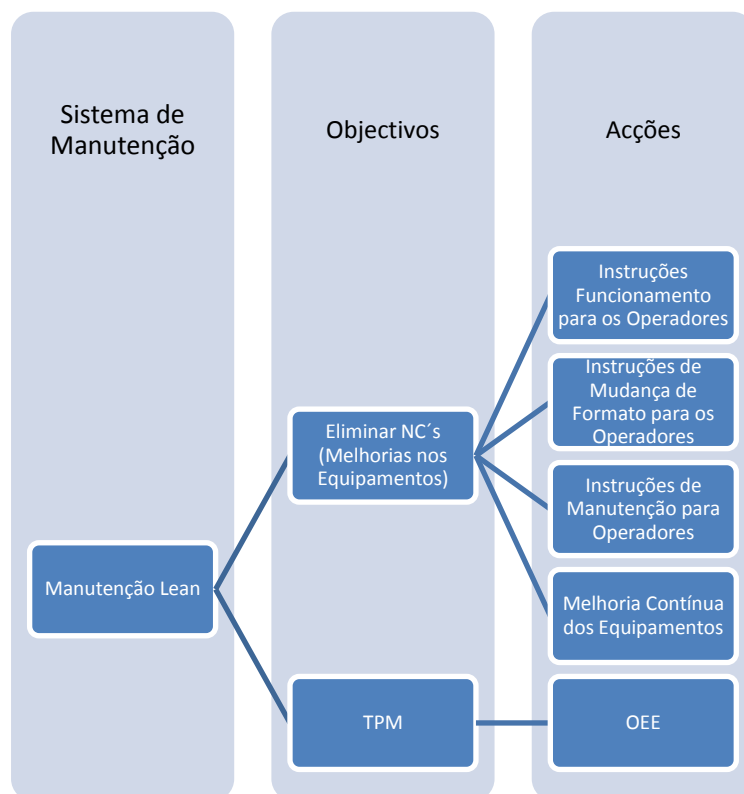 Sistema de
Manutenção
Objectivos
Acções
Instruções
Funcionamento
para os Operadores
Instruções de
Mudança de
Formato para os
Operadores
Eliminar NC´s
(Melhorias nos
Equipamentos)
Instruções de
Manutenção para
Operadores
Manutenção Lean
Melhoria Contínua
dos Equipamentos
TPM
OEE